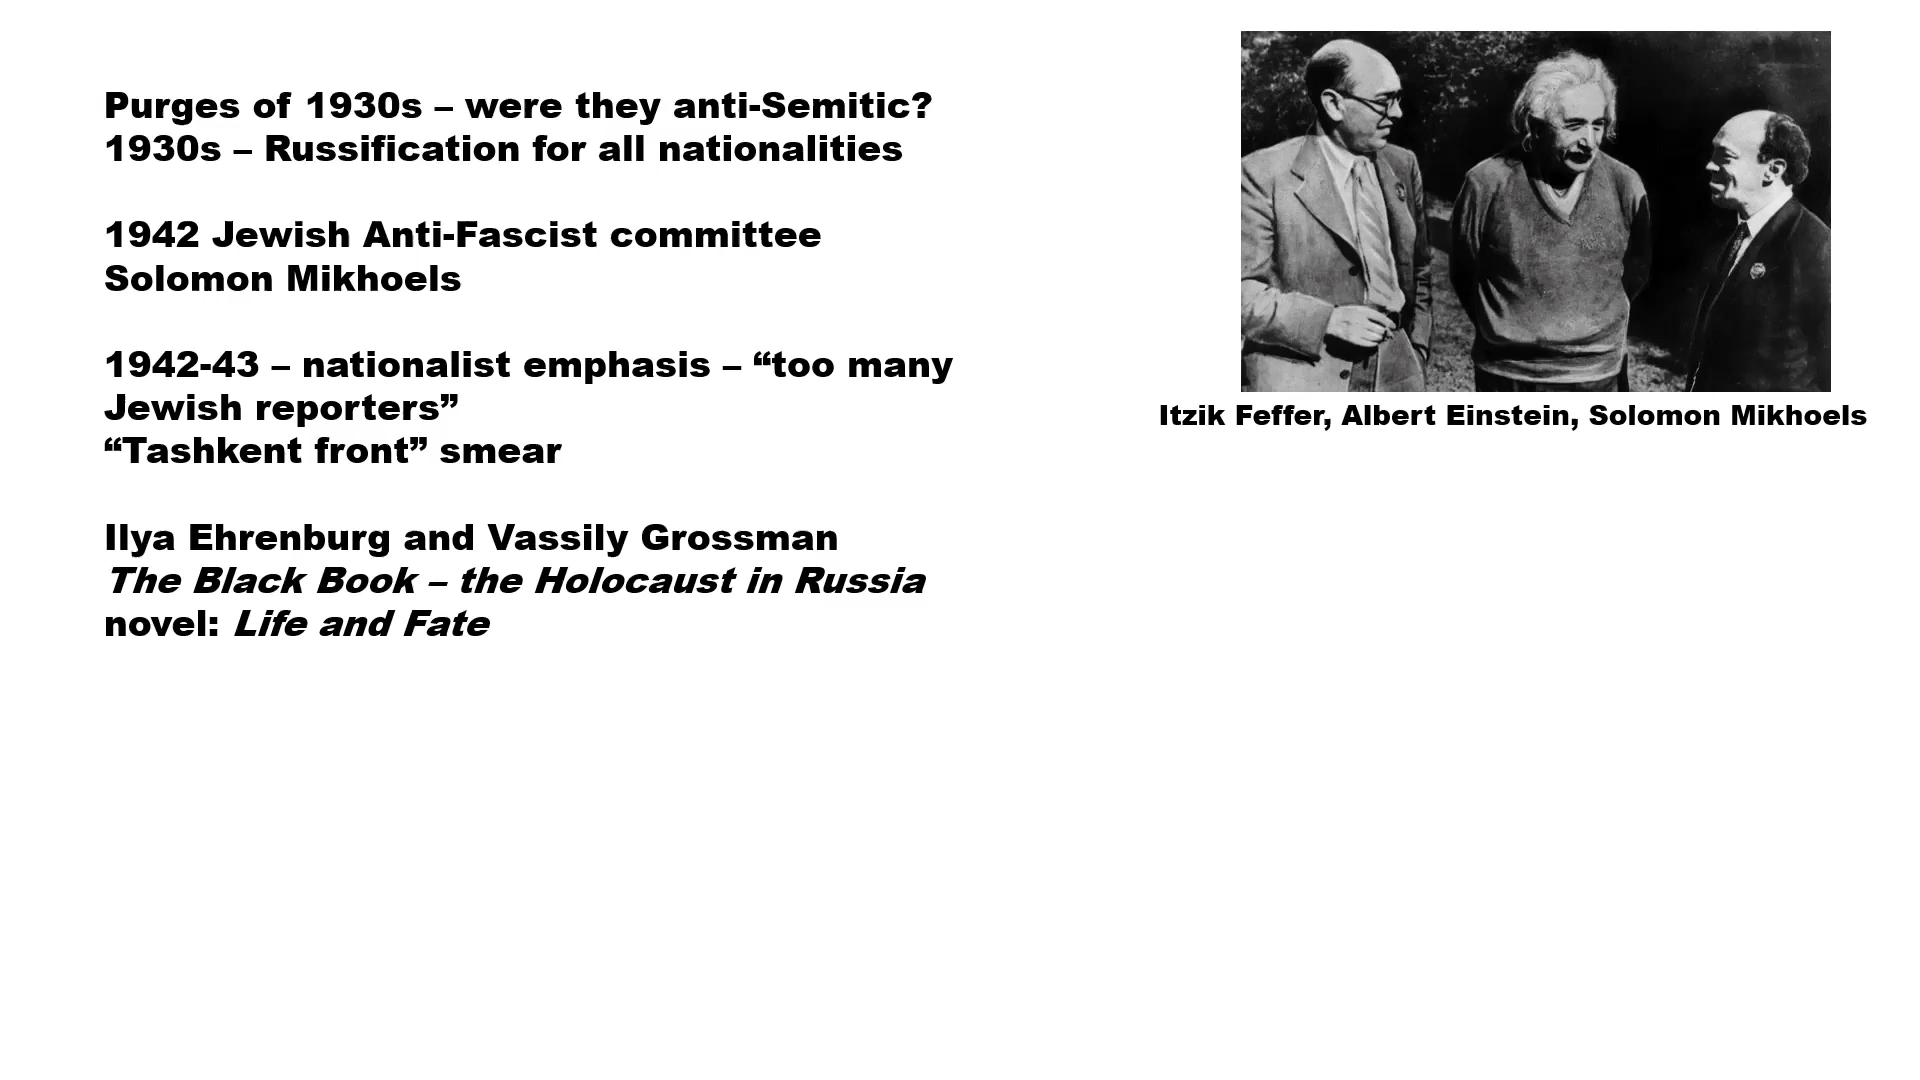 Purges of 1930s – were they anti-Semitic?
1930s – Russification for all nationalities
1942 Jewish Anti-Fascist committee
Solomon Mikhoels
1942-43 – nationalist emphasis – “too many
Jewish reporters”
“Tashkent front” smear
Ilya Ehrenburg and Vassily Grossman
The Black Book – the Holocaust in Russia
novel: Life and Fate
Itzik Feffer, Albert Einstein, Solomon Mikhoels